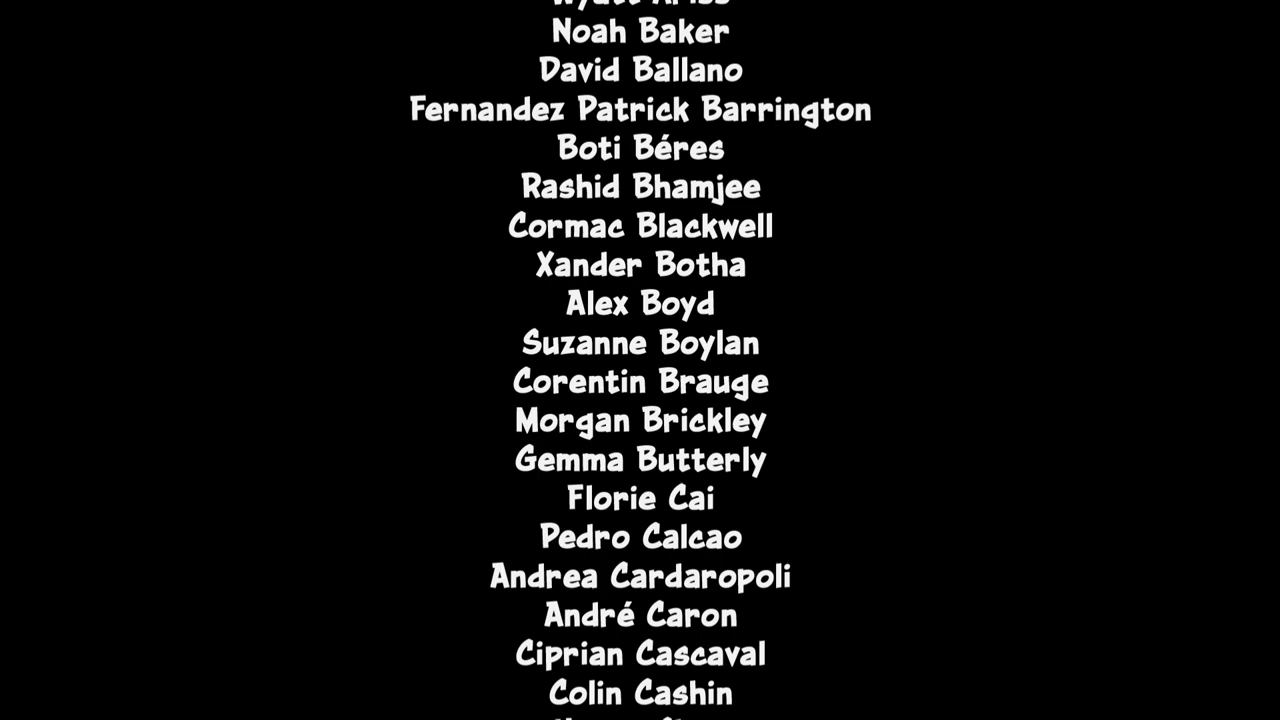 Noah Baker
David Ballano
Fernandez Patrick Barrington
Boti Béres
Rashid Bhamjee
Cormac Blackwell
Xander Botha
Alex Boyd
Suzanne Boylan
Corentin Brauge
Morgan Brickley
Gemma Butterly
Florie Cai
Pedro Calcao
Andrea Cardaropoli
André Caron
Ciprian Cascaval
Colin Cashin